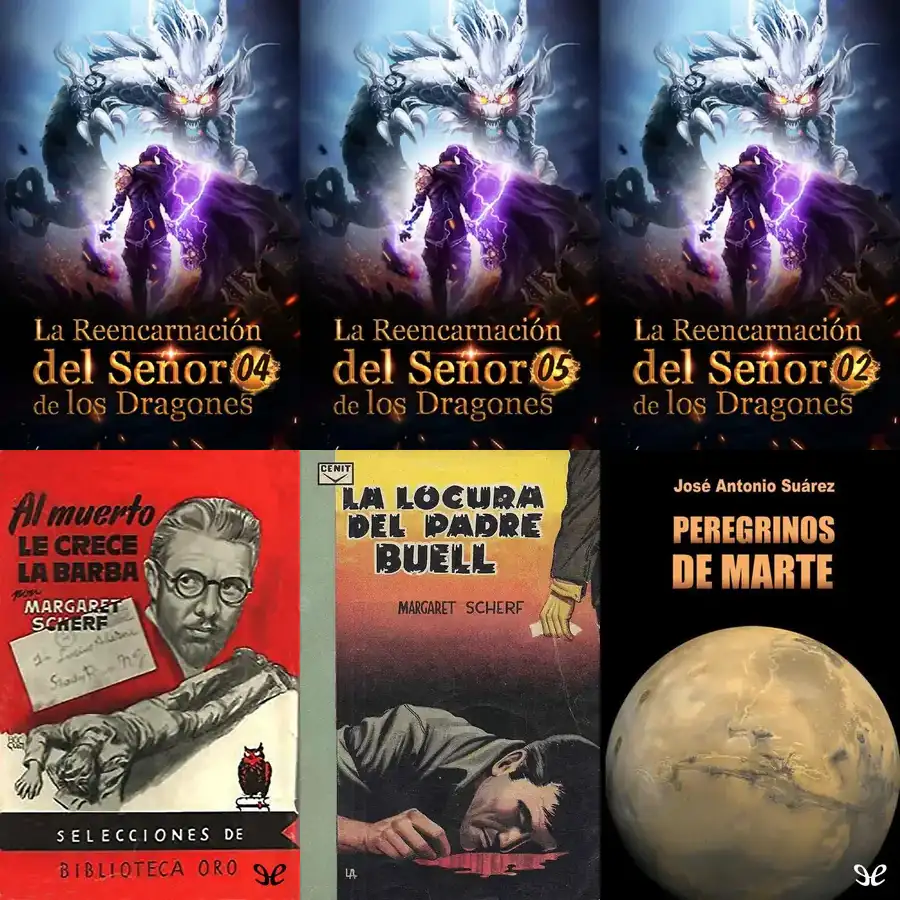 La Reencarnación
del Señor 04
de los Dragones
La Reencarnación
del Señor 05
de los Dragones
La Reencarnación
del Señor 02
de los Dragones
Al muerto
LE CRECE
LA BARBA
por
MARGARET
SCHERF
SELECCIONES DE
BIBLIOTECA ORO
CENIT
LA LOCURA
DEL PADRE
BUELL
MARGARET SCHERF
José Antonio Suárez
PEREGRINOS
DE MARTE